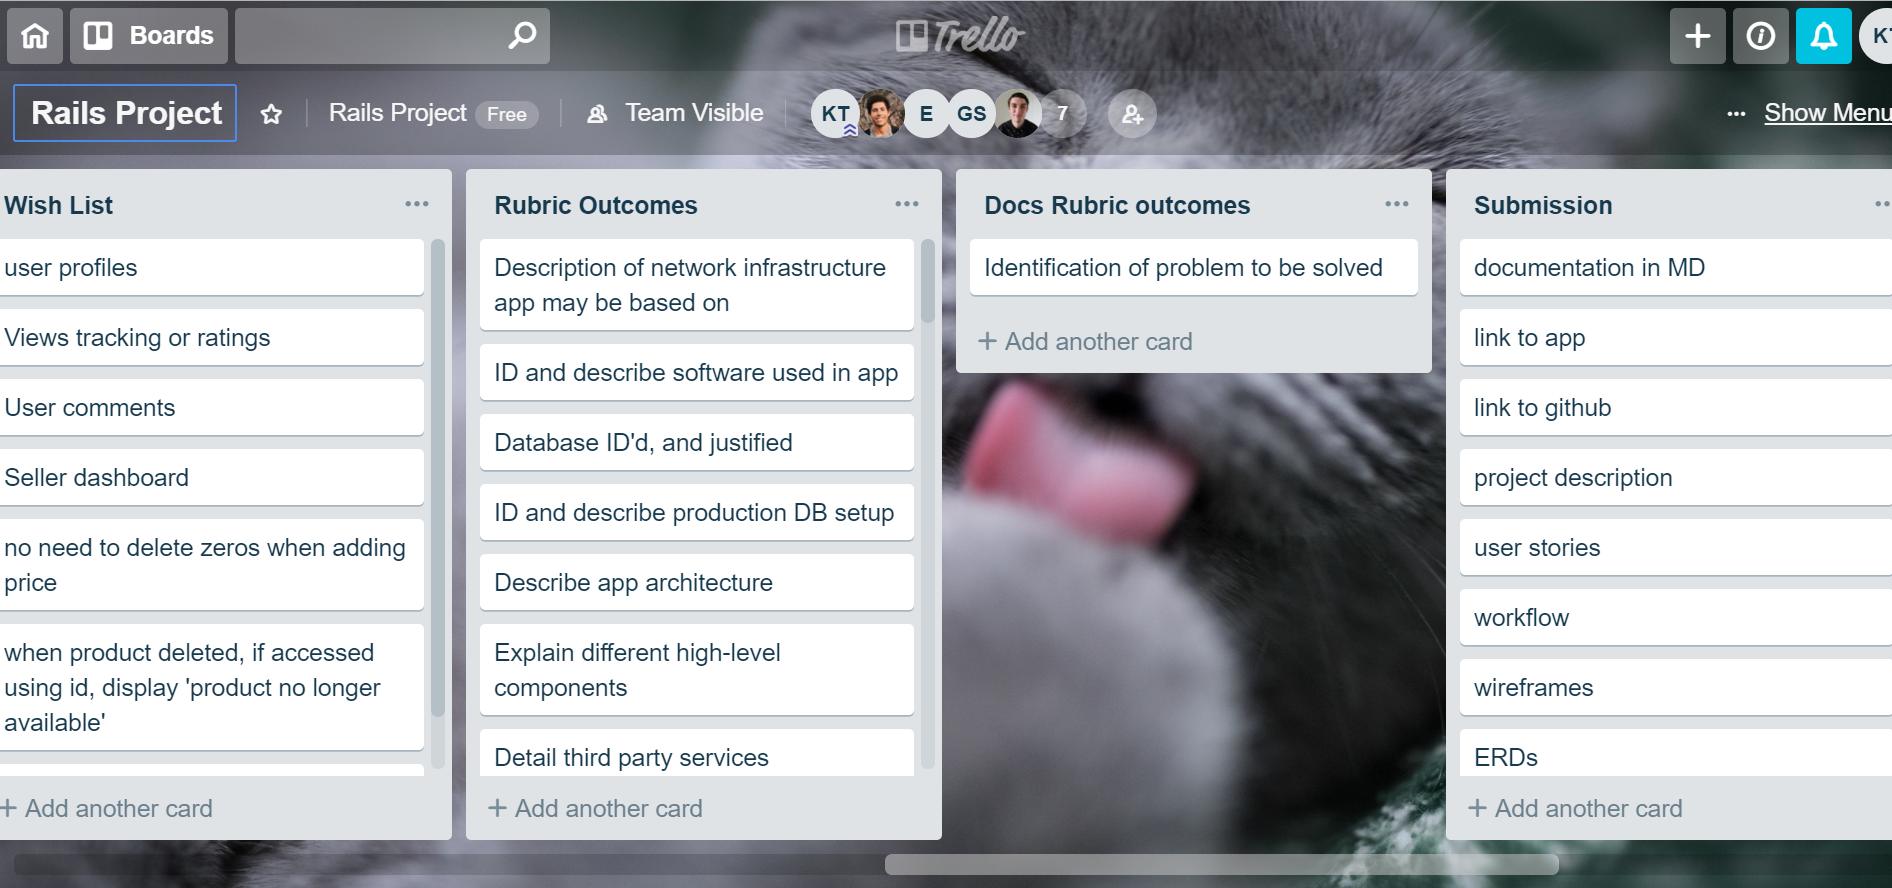 Boards
Trello
KT
Rails Project
Rails Project Free
Team Visible
KT E GS 7
Show Menu
Wish List
user profiles
Views tracking or ratings
User comments
Seller dashboard
no need to delete zeros when adding
price
when product deleted, if accessed
using id, display 'product no longer
available'
+ Add another card
Rubric Outcomes
Description of network infrastructure
app may be based on
ID and describe software used in app
Database ID'd, and justified
ID and describe production DB setup
Describe app architecture
Explain different high-level
components
Detail third party services
+ Add another card
Docs Rubric outcomes
Identification of problem to be solved
+ Add another card
Submission
documentation in MD
link to app
link to github
project description
user stories
workflow
wireframes
ERDs
+ Add another card